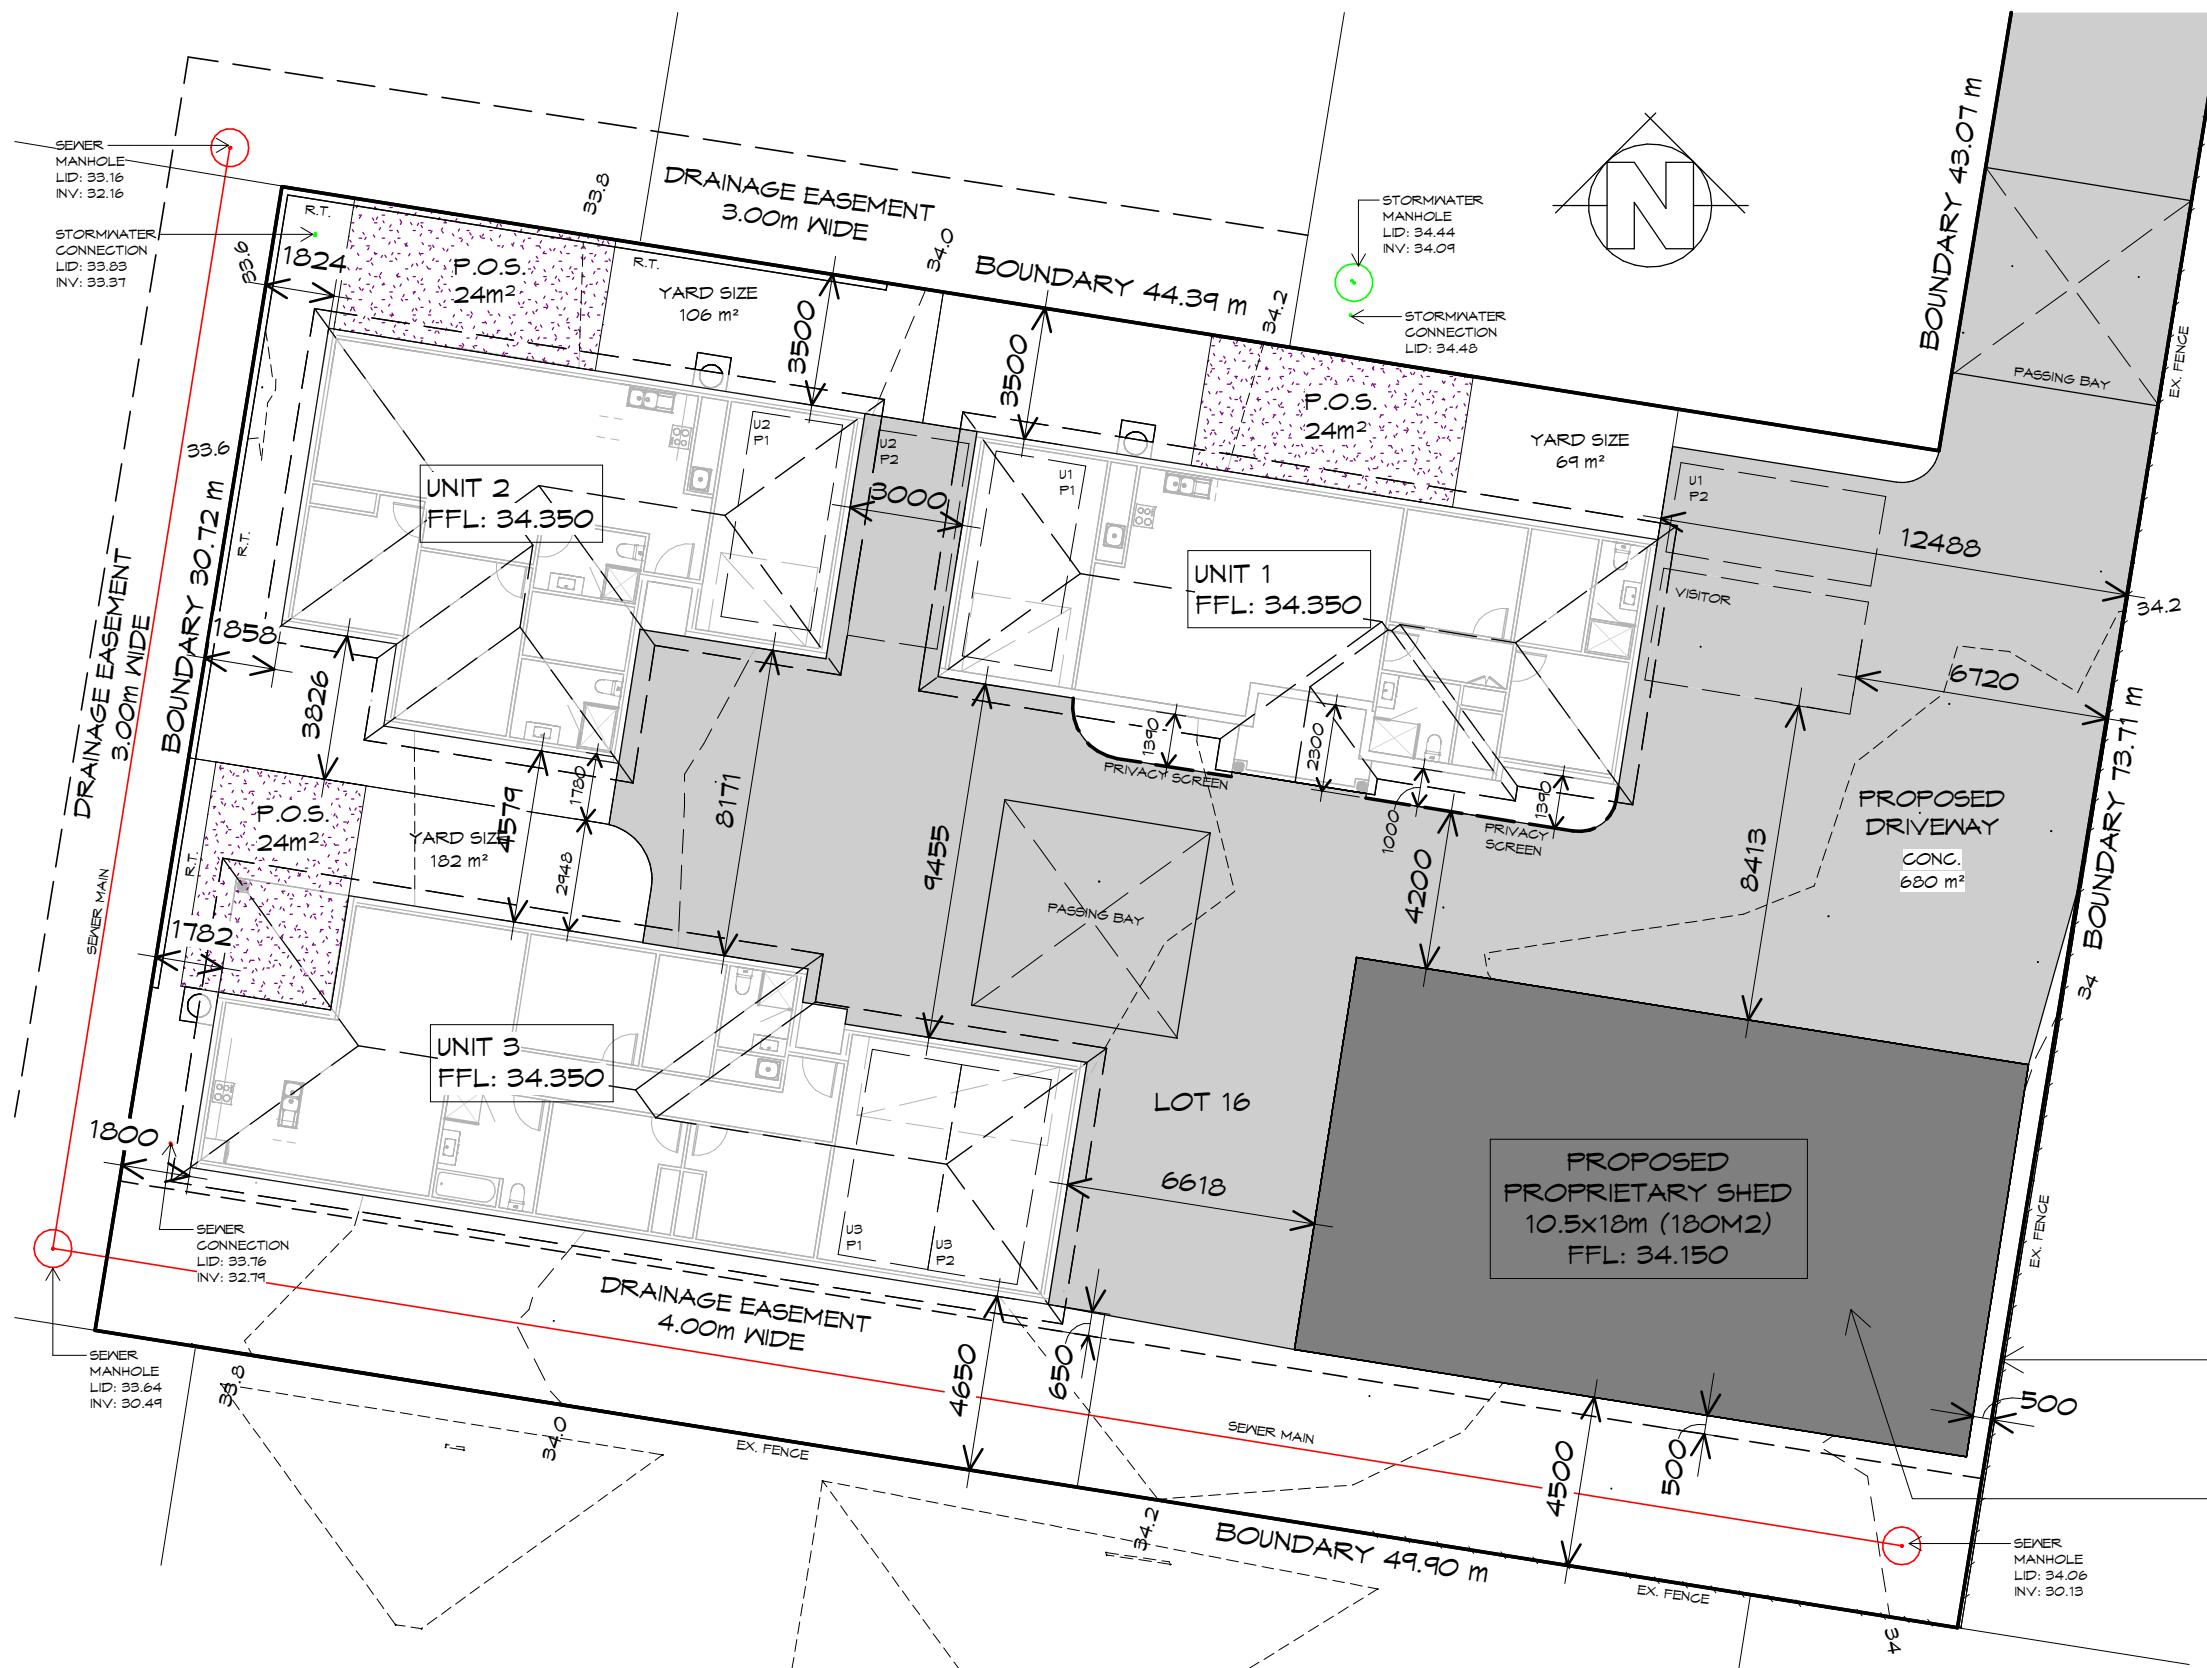 SEWER
MANHOLE
LID: 33.16
INV: 32.16
STORMWATER
CONNECTION
LID: 33.83
INV: 33.37
R.T.
33.6
1824
P.O.S.
24m²
33.8
R.T.
YARD SIZE
106 m²
DRAINAGE EASEMENT
3.00m WIDE
34.0
BOUNDARY 44.39 m
34.2
STORMWATER
MANHOLE
LID: 34.44
INV: 34.09
STORMWATER
CONNECTION
LID: 34.48
N
BOUNDARY 43.07 m
PASSING BAY
EX. FENCE
3500
3500
P.O.S.
24m²
YARD SIZE
69 m²
U2
P1
U2
P2
U1
P1
U1
P2
33.6
UNIT 2
FFL: 34.350
3000
UNIT 1
FFL: 34.350
12488
VISITOR
34.2
R.T.
BOUNDARY 30.72 m
DRAINAGE EASEMENT
3.00m WIDE
1858
3826
6720
1390
PRIVACY SCREEN
2300
1000
1390
PRIVACY
SCREEN
4579
1780
8171
P.O.S.
24m²
YARD SIZE
182 m²
2948
9455
4200
8413
PROPOSED
DRIVEWAY
CONC.
680 m²
BOUNDARY 73.71 m
34
R.T.
SEWER MAIN
1782
PASSING BAY
UNIT 3
FFL: 34.350
LOT 16
1800
6618
PROPOSED
PROPRIETARY SHED
10.5x18m (180M2)
FFL: 34.150
EX. FENCE
U3
P1
U3
P2
SEWER
CONNECTION
LID: 33.76
INV: 32.79
DRAINAGE EASEMENT
4.00m WIDE
SEWER
MANHOLE
LID: 33.64
INV: 30.49
33.8
34.0
EX. FENCE
4650
650
SEWER MAIN
4500
500
500
34.2
BOUNDARY 49.90 m
EX. FENCE
34
SEWER
MANHOLE
LID: 34.06
INV: 30.13